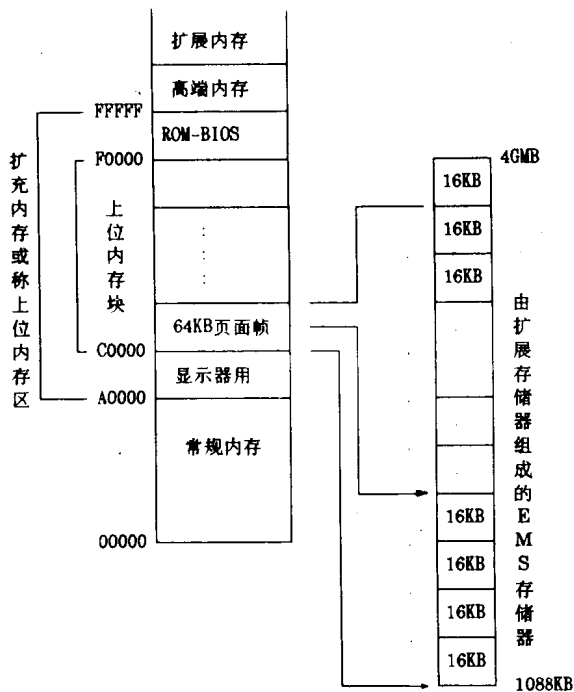 扩展内存
高端内存
FFFFF
ROM-BIOS
F0000
4GMB
16KB
16KB
16KB
上位内存块
扩充内存或称上位内存区
64KB页面帧
C0000
显示器用
A0000
常规内存
00000
16KB
16KB
16KB
16KB
1088KB
由扩展存储器组成的EMS存储器